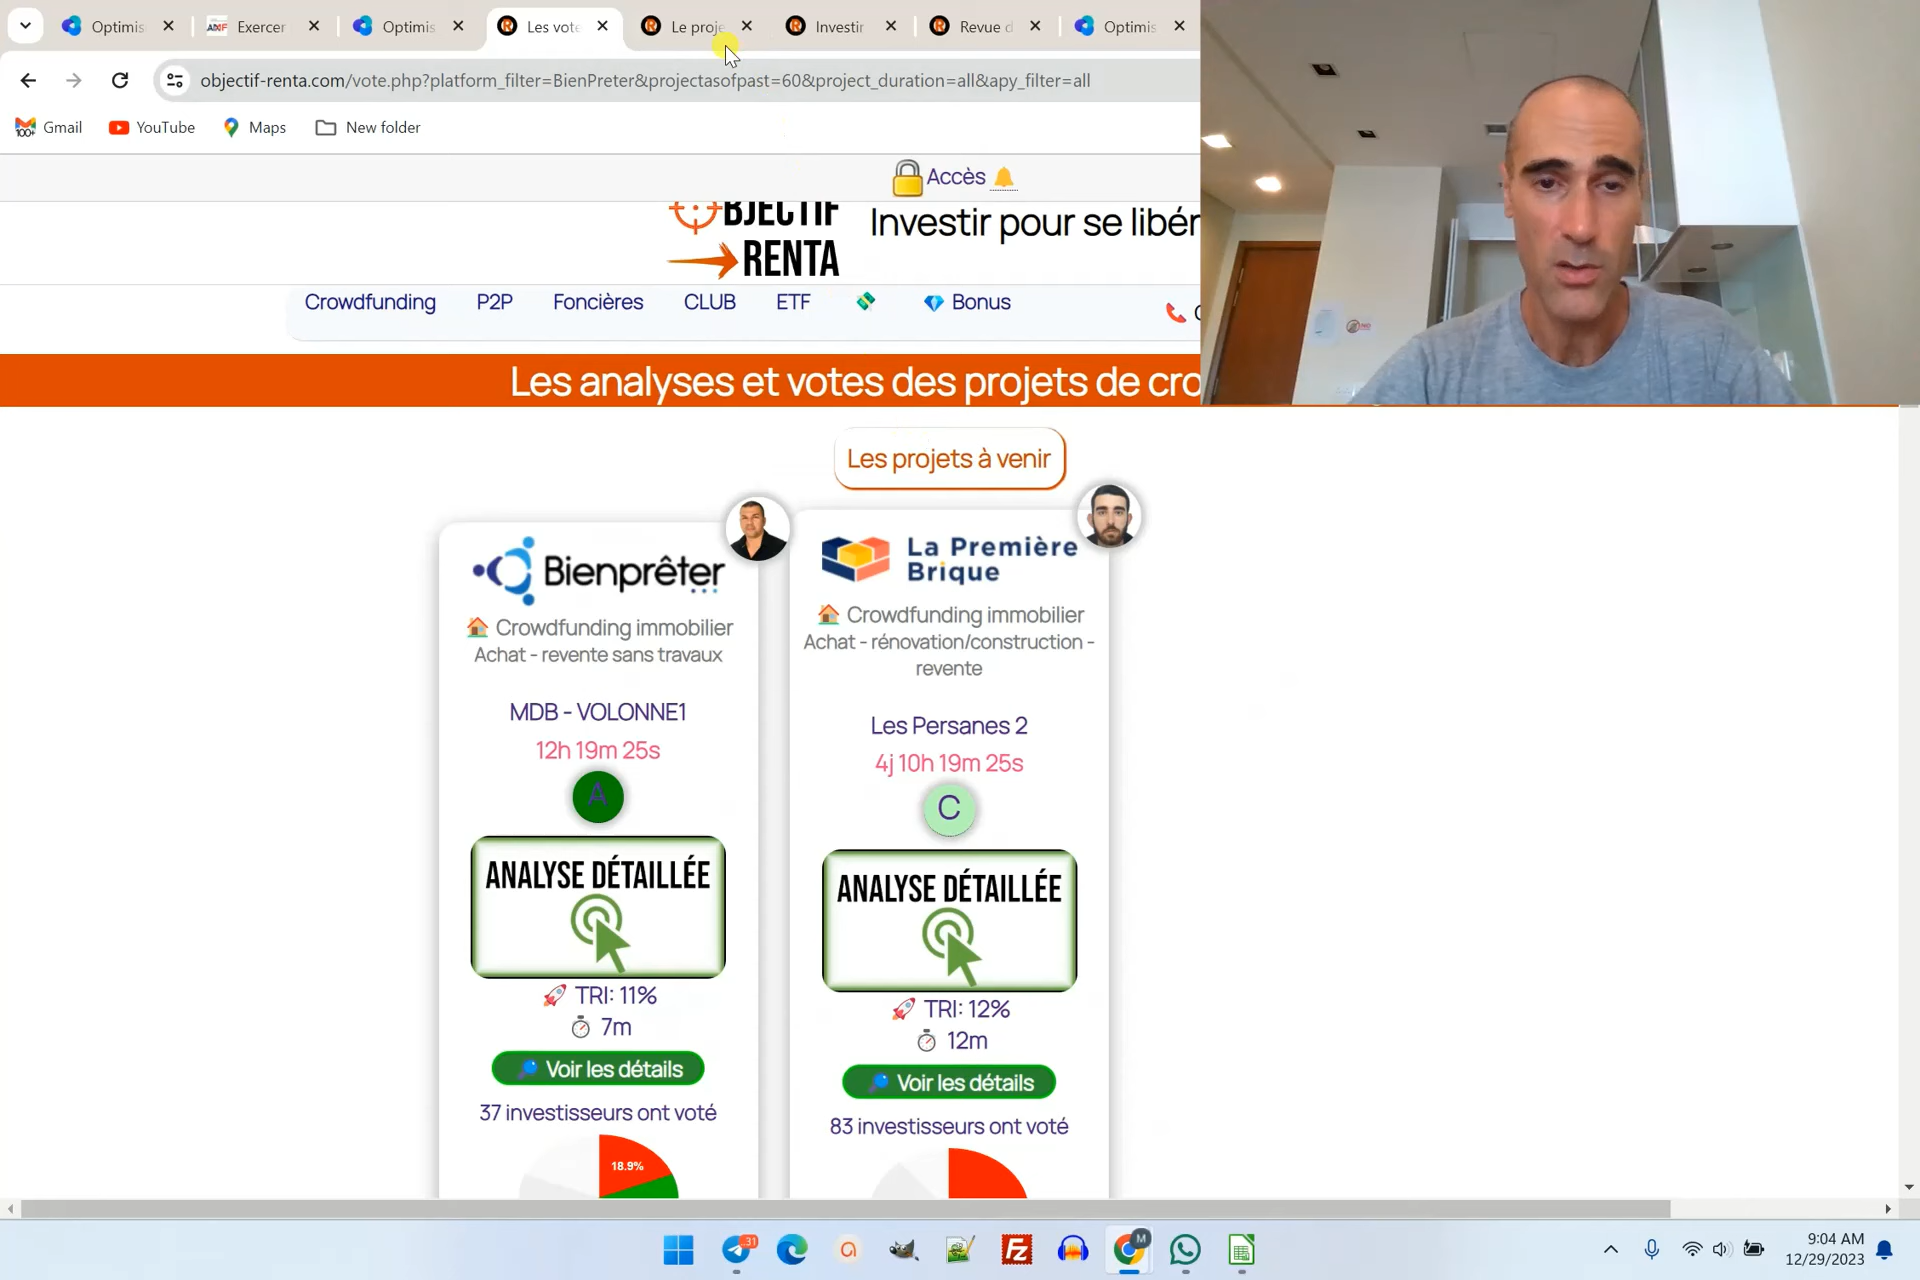 Optimis
Exercer
Optimis
Les vote
Le proje
Investir
Revue d
Optimis
objectif-renta.com/vote.php?platform_filter=BienPreter&projectasofpast=60&project_duration=all&apy_filter=all
Gmail
YouTube
Maps
New folder
Accès
BJECTIF
RENTA
Investir pour se libér
Crowdfunding
P2P
Foncières
CLUB
ETF
Bonus
Les analyses et votes des projets de cro
Les projets à venir
Bienprêter
Crowdfunding immobilier
Achat - revente sans travaux
MDB - VOLONNE1
12h 19m 25s
A
ANALYSE DÉTAILLÉE
TRI: 11%
7m
Voir les détails
37 investisseurs ont voté
18.9%
La Première
Brique
Crowdfunding immobilier
Achat - rénovation/construction -
revente
Les Persanes 2
4j 10h 19m 25s
C
ANALYSE DÉTAILLÉE
TRI: 12%
12m
Voir les détails
83 investisseurs ont voté
31
M
9:04 AM
12/29/2023